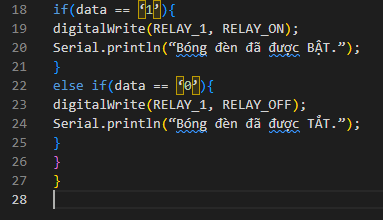 18 if(data == ‘1’){
19 digitalWrite(RELAY_1, RELAY_ON);
20 Serial.println(“Bóng đèn đã được BẬT.”);
21 }
22 else if(data == ‘0’){
23 digitalWrite(RELAY_1, RELAY_OFF);
24 Serial.println(“Bóng đèn đã được TẮT.”);
25 }
26 }
27 }
28